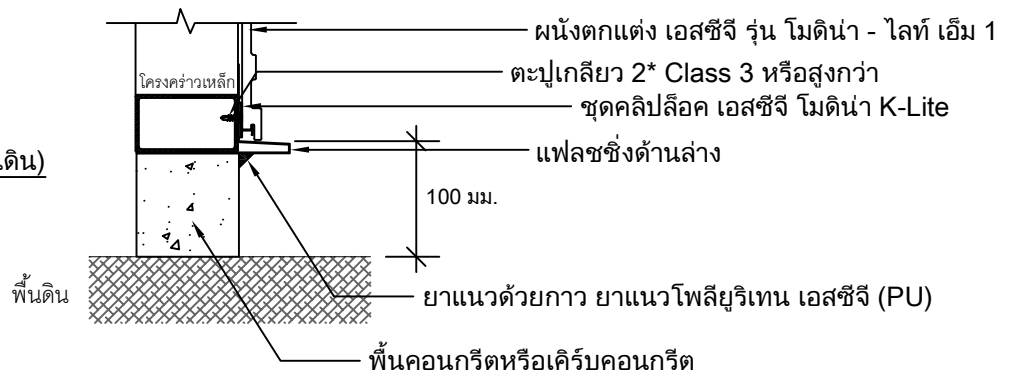 ผนังตกแต่ง เอสซีจี รุ่น โมดิน่า - ไลท์ เอ็ม 1
ตะปูเกลียว 2* Class 3 หรือสูงกว่า
โครงคร่าวเหล็ก
ชุดคลิปล็อค เอสซีจี โมดิน่า K-Lite
แฟลชชิ่งด้านล่าง
ดิน)
100 มม.
พื้นดิน
ยาแนวด้วยกาว ยาแนวโพลียูริเทน เอสซีจี (PU)
พื้นคอนกรีตหรือเคิร์บคอนกรีต